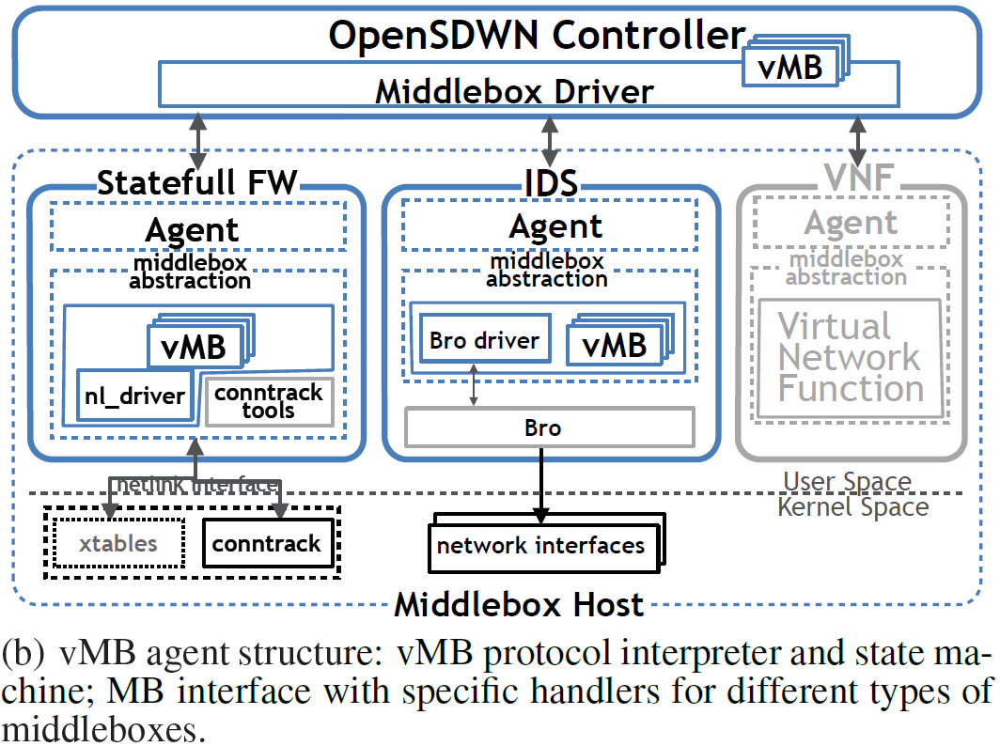 OpenSDWN Controller
vMB
Middlebox Driver
Statefull FW
Agent
middlebox
abstraction
vMB
nl_driver
conntrack
tools
IDS
Agent
middlebox
abstraction
Bro driver
vMB
Bro
VNF
Agent
middlebox
abstraction
Virtual
Network
Function
netlink interface
User Space
Kernel Space
xtables
conntrack
network interfaces
Middlebox Host
(b) vMB agent structure: vMB protocol interpreter and state ma-
chine; MB interface with specific handlers for different types of
middleboxes.